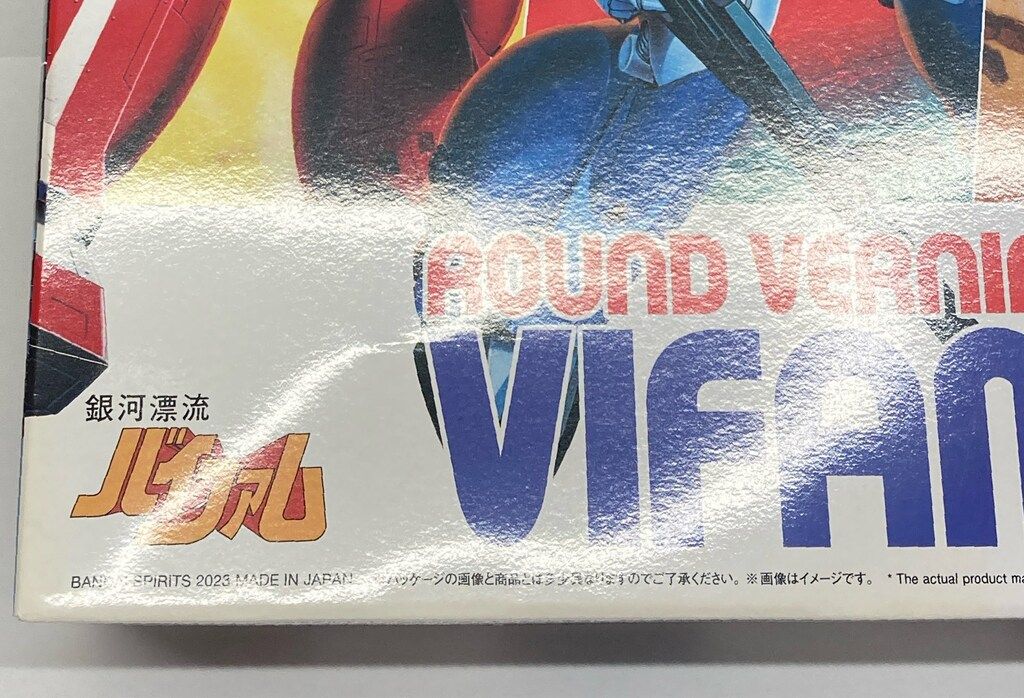 ROUND VERNI
VIFAM
銀河漂流
バイファム
BANDAI SPIRITS 2023 MADE IN JAPAN ※パッケージの画像と商品とは多少異なりますのでご了承ください。※画像はイメージです。 * The actual product ma